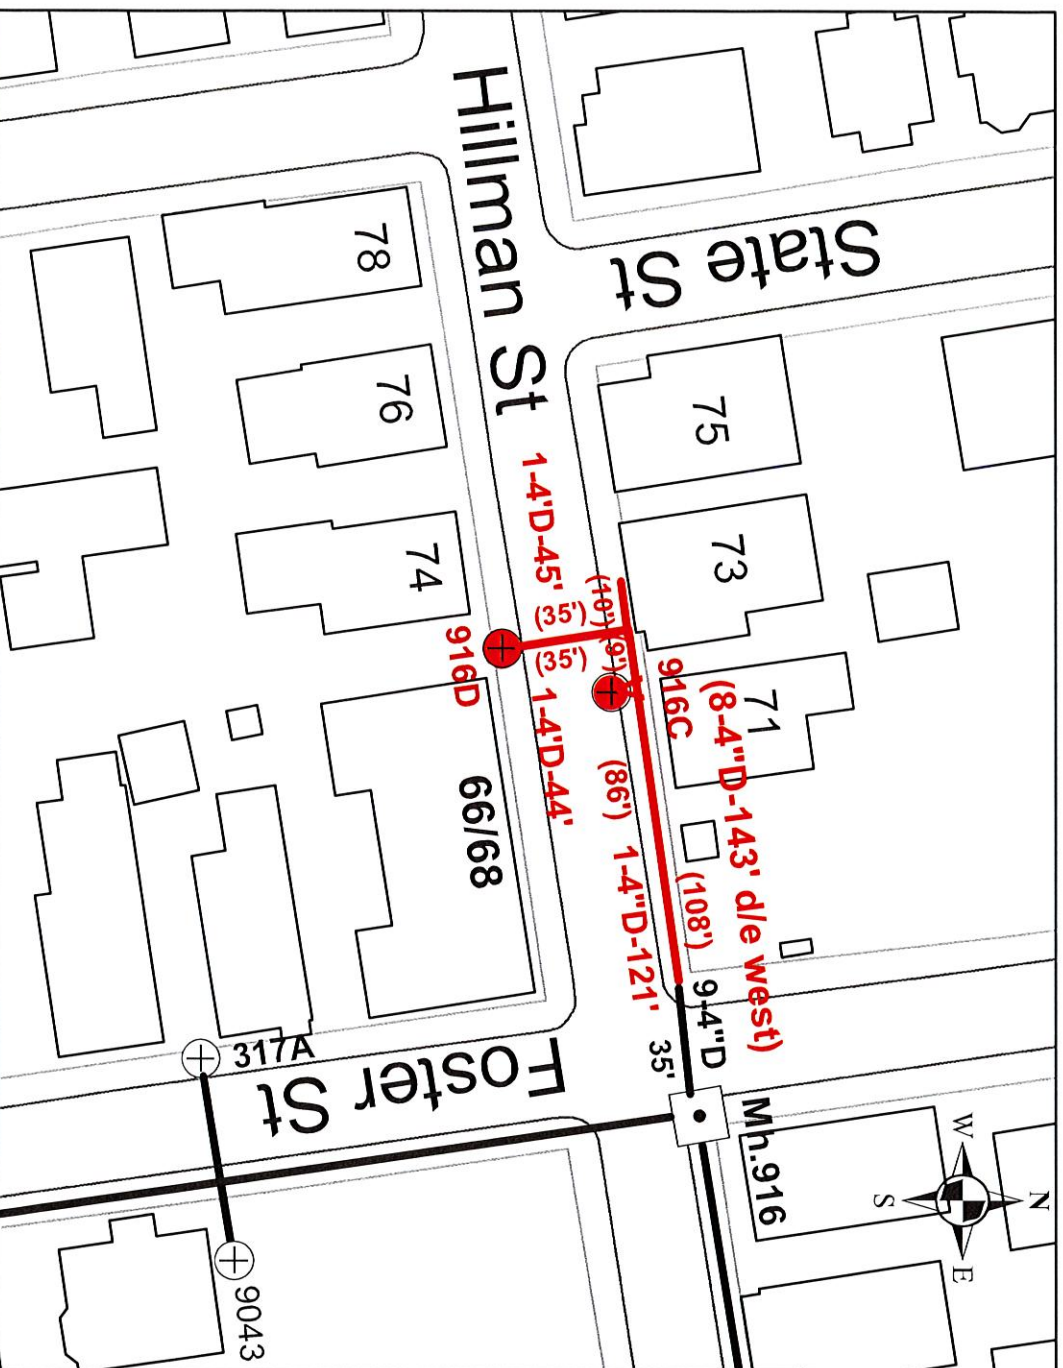 Hillman St
State St
78
76
75
74
73
71
1-4'D-45'
(10')
(35')
(35')
(9')
916D
916C
1-4'D-44'
(86')
(8-4"D-143' d/e west)
(108')
1-4"D-121'
66/68
9-4"D
35'
317A
Foster St
Mh.916
9043
N
W
S
E